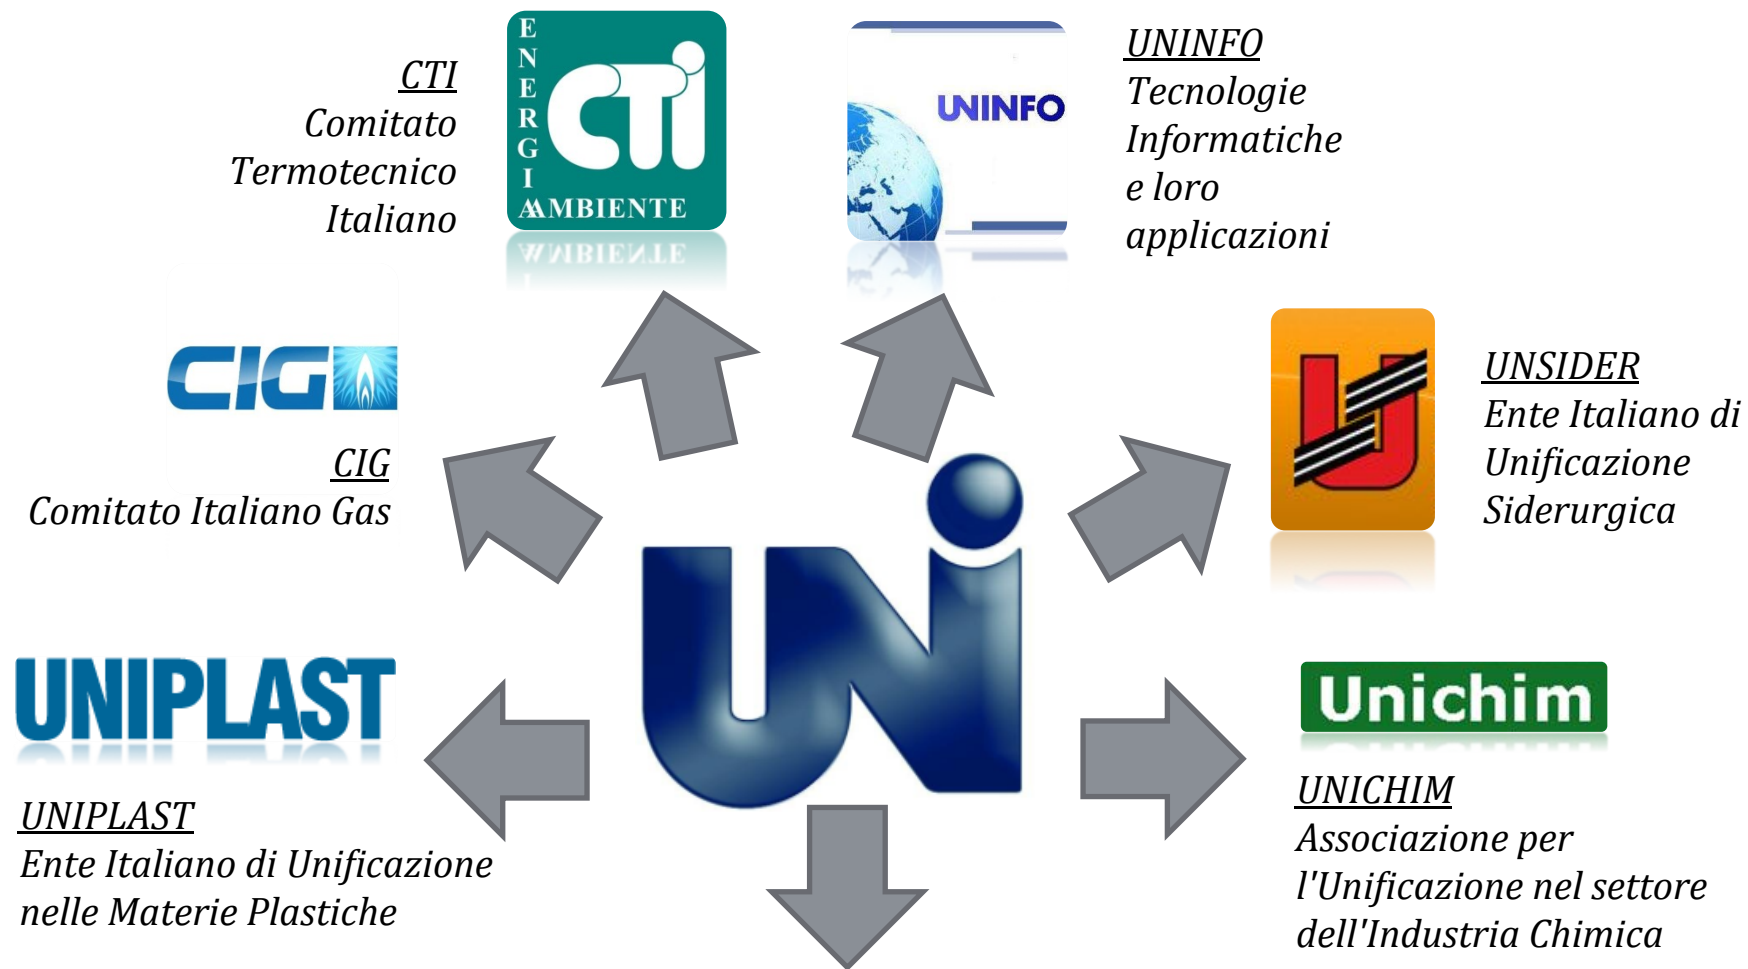 CTI
Comitato
Termotecnico
Italiano
ENERGIA
CTi
AMBIENTE
UNINFO
UNINFO
Tecnologie
Informatiche
e loro
applicazioni
CIG
CIG
Comitato Italiano Gas
U
UNSIDER
Ente Italiano di
Unificazione
Siderurgica
UNi
UNIPLAST
UNIPLAST
Ente Italiano di Unificazione
nelle Materie Plastiche
Unichim
UNICHIM
Associazione per
l'Unificazione nel settore
dell'Industria Chimica